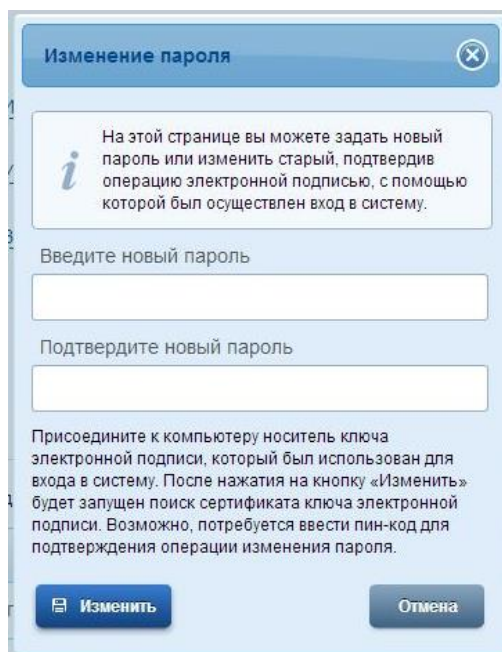 Изменение пароля
На этой странице вы можете задать новый
пароль или изменить старый, подтвердив
операцию электронной подписью, с помощью
которой был осуществлен вход в систему.
Введите новый пароль
Подтвердите новый пароль
Присоедините к компьютеру носитель ключа
электронной подписи, который был использован для
входа в систему. После нажатия на кнопку «Изменить»
будет запущен поиск сертификата ключа электронной
подписи. Возможно, потребуется ввести пин-код для
подтверждения операции изменения пароля.
Изменить
Отмена